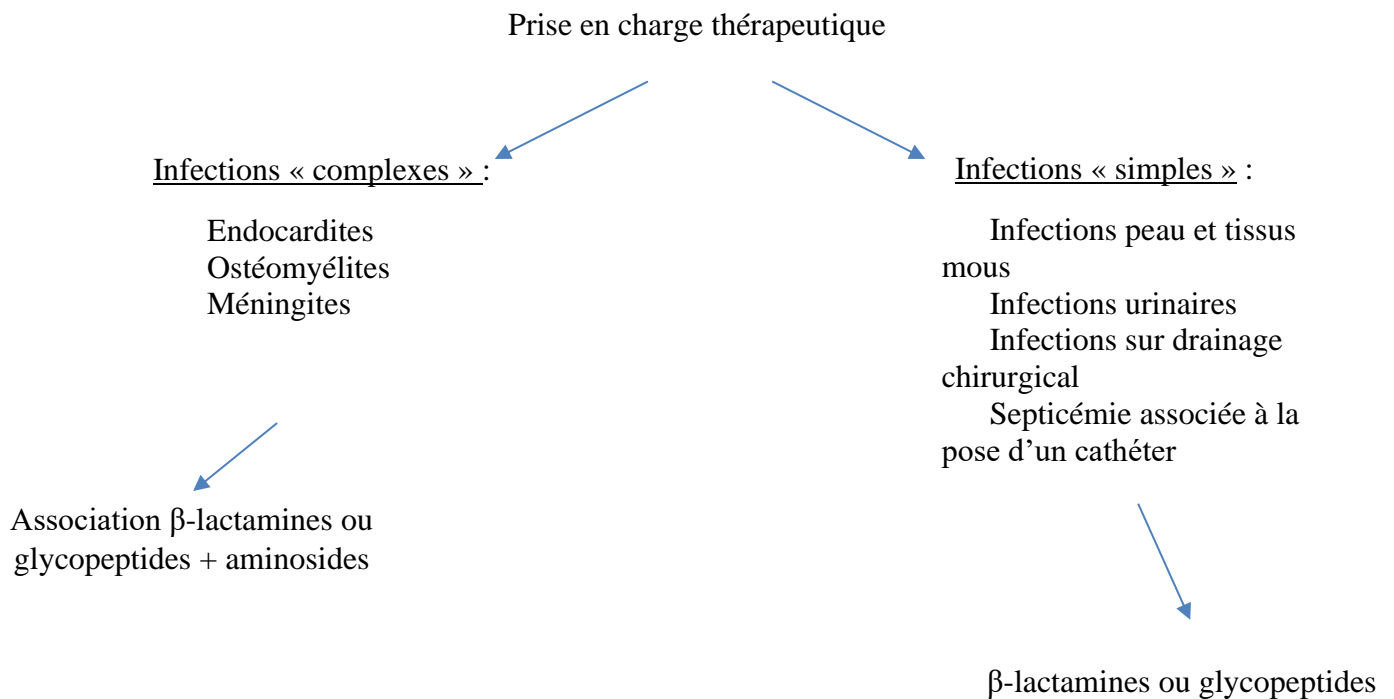 Prise en charge thérapeutique
Infections « complexes » :
Endocardites
Ostéomyélites
Méningites
Association β-lactamines ou
glycopeptides + aminosides
Infections « simples » :
Infections peau et tissus
mous
Infections urinaires
Infections sur drainage
chirurgical
Septicémie associée à la
pose d’un cathéter
β-lactamines ou glycopeptides